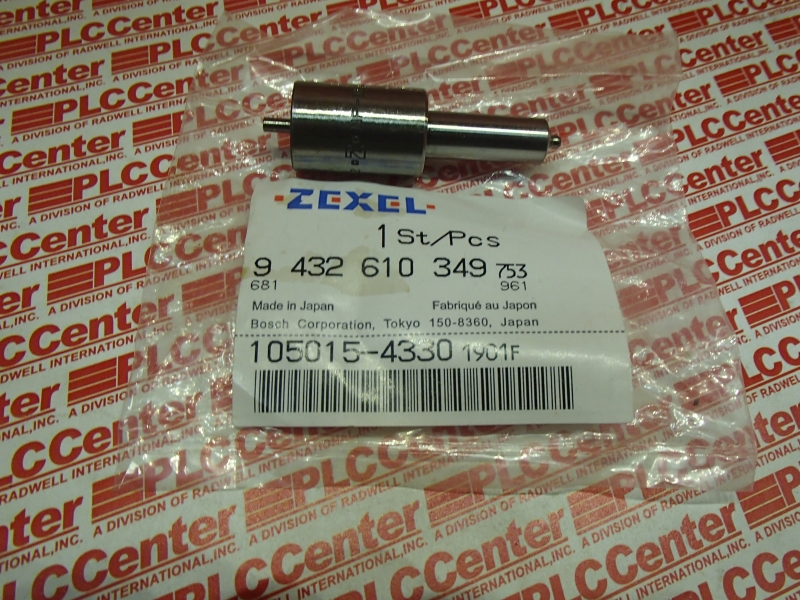 PLCCenter
A DIVISION OF RADWELL INTERNATIONAL, INC.
-ZEXEL-
1 St/Pcs
9 432 610 349 753
681 961
Made in Japan Fabriqué au Japon
Bosch Corporation, Tokyo 150-8360, Japan
105015-4330 1901F